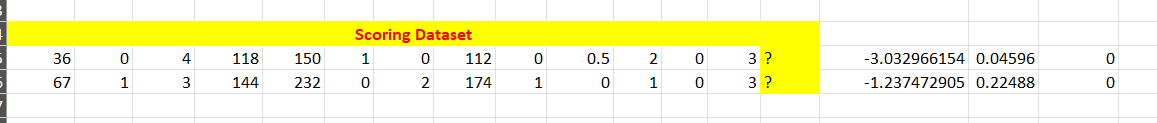 Scoring Dataset
36 0 4 118 150 1 0 112 0 0.5 2 0 3 ? -3.032966154 0.04596 0
67 1 3 144 232 0 2 174 1 0 1 0 3 ? -1.237472905 0.22488 0